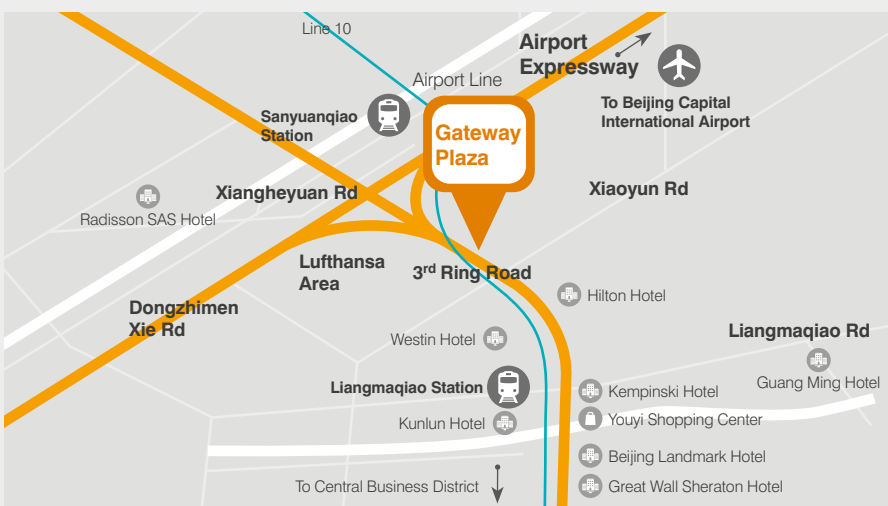 Line 10
Airport
Expressway
Airport Line
To Beijing Capital
International Airport
Sanyuanqiao
Station
Gateway
Plaza
Xiangheyuan Rd
Xiaoyun Rd
Radisson SAS Hotel
Lufthansa
Area
3rd Ring Road
Hilton Hotel
Dongzhimen
Xie Rd
Westin Hotel
Liangmaqiao Rd
Liangmaqiao Station
Kempinski Hotel
Guang Ming Hotel
Kunlun Hotel
Youyi Shopping Center
Beijing Landmark Hotel
To Central Business District
Great Wall Sheraton Hotel